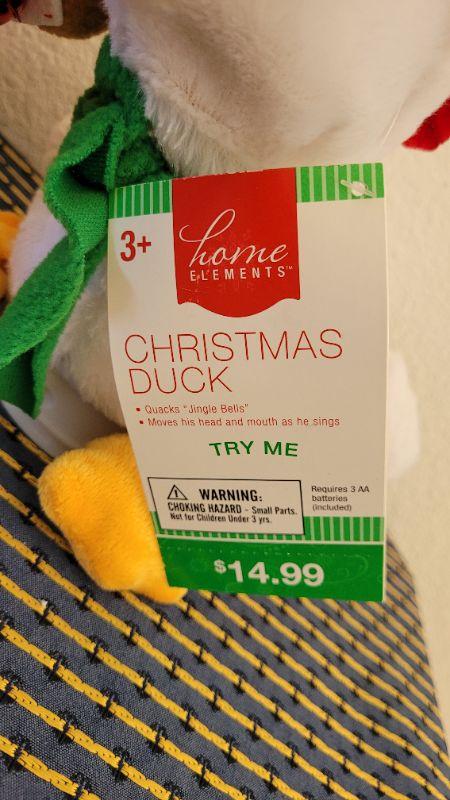 3+
home
ELEMENTS™
CHRISTMAS
DUCK
• Quacks "Jingle Bells"
• Moves his head and mouth as he sings
TRY ME
WARNING:
CHOKING HAZARD - Small Parts.
Not for Children Under 3 yrs.
Requires 3 AA
batteries
(included)
$14.99